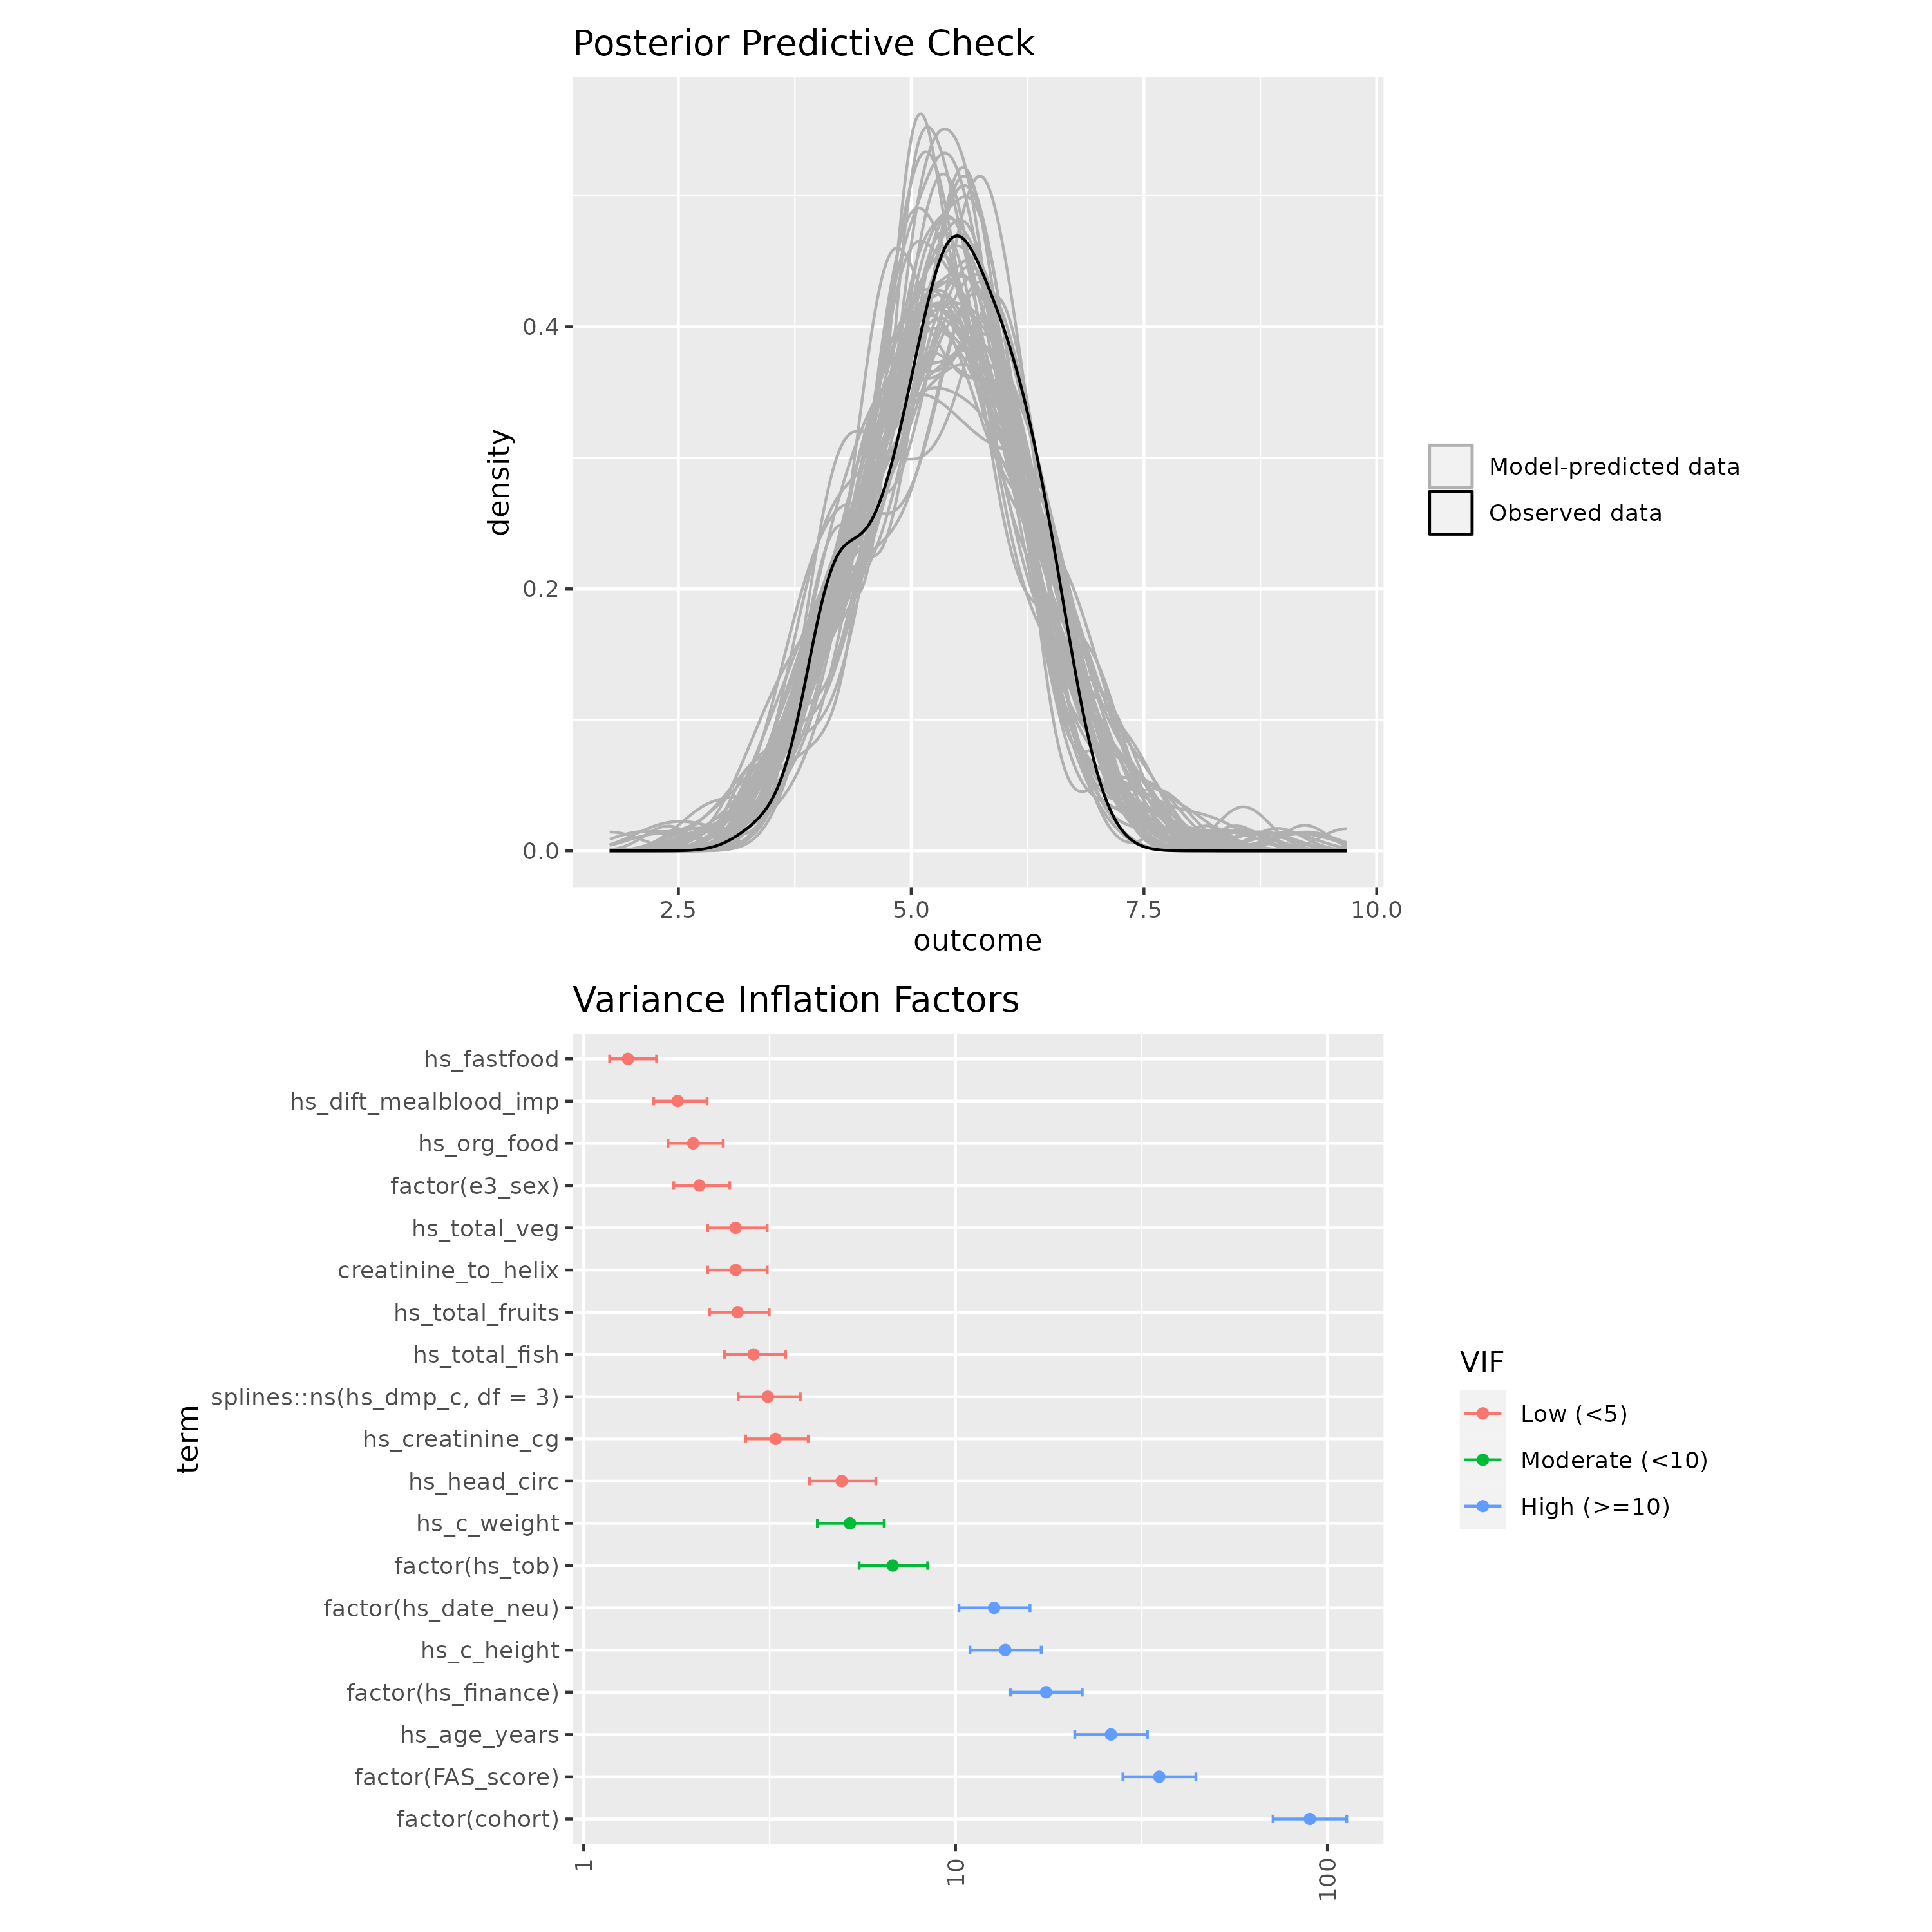 Posterior Predictive Check
density
0.4
0.2
0.0
2.5 5.0 7.5 10.0
outcome
Model-predicted data
Observed data
Variance Inflation Factors
term
hs_fastfood
hs_dift_mealblood_imp
hs_org_food
factor(e3_sex)
hs_total_veg
creatinine_to_helix
hs_total_fruits
hs_total_fish
splines::ns(hs_dmp_c, df = 3)
hs_creatinine_cg
hs_head_circ
hs_c_weight
factor(hs_tob)
factor(hs_date_neu)
hs_c_height
factor(hs_finance)
hs_age_years
factor(FAS_score)
factor(cohort)
1 10 100
VIF
Low (<5)
Moderate (<10)
High (>=10)